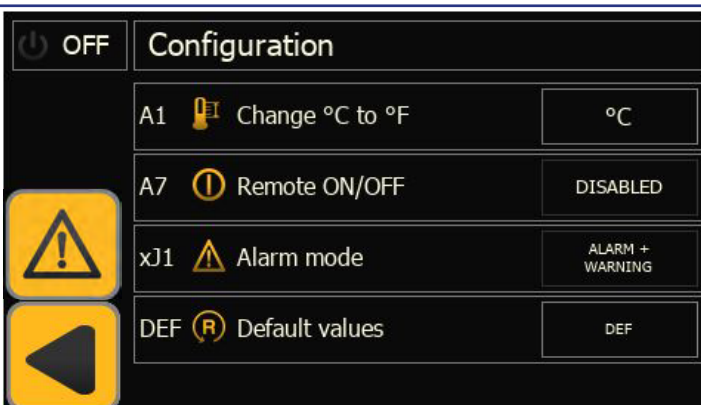 OFF Configuration
A1 Change °C to °F °C
A7 Remote ON/OFF DISABLED
xJ1 Alarm mode ALARM +
WARNING
DEF R Default values DEF